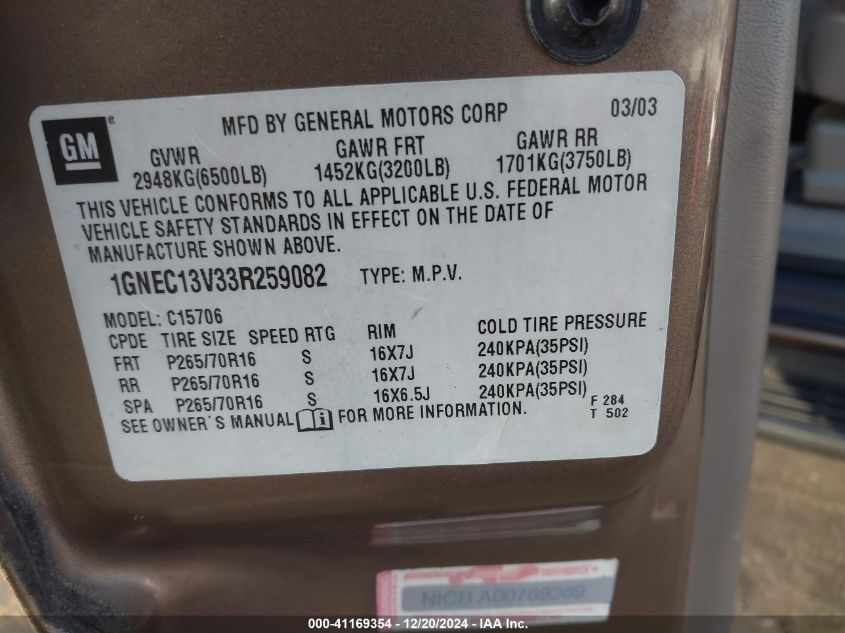 GM ®
MFD BY GENERAL MOTORS CORP 03/03
GVWR GAWR FRT GAWR RR
2948KG(6500LB) 1452KG(3200LB) 1701KG(3750LB)
THIS VEHICLE CONFORMS TO ALL APPLICABLE U.S. FEDERAL MOTOR
VEHICLE SAFETY STANDARDS IN EFFECT ON THE DATE OF
MANUFACTURE SHOWN ABOVE.
1GNEC13V33R259082 TYPE: M.P.V.
MODEL: C15706
CPDE TIRE SIZE SPEED RTG RIM COLD TIRE PRESSURE
FRT P265/70R16 S 16X7J 240KPA(35PSI)
RR P265/70R16 S 16X7J 240KPA(35PSI)
SPA P265/70R16 S 16X6.5J 240KPA(35PSI)
SEE OWNER'S MANUAL i FOR MORE INFORMATION.
F 284
T 502
NICB A00769269
000-41169354 - 12/20/2024 - IAA Inc.